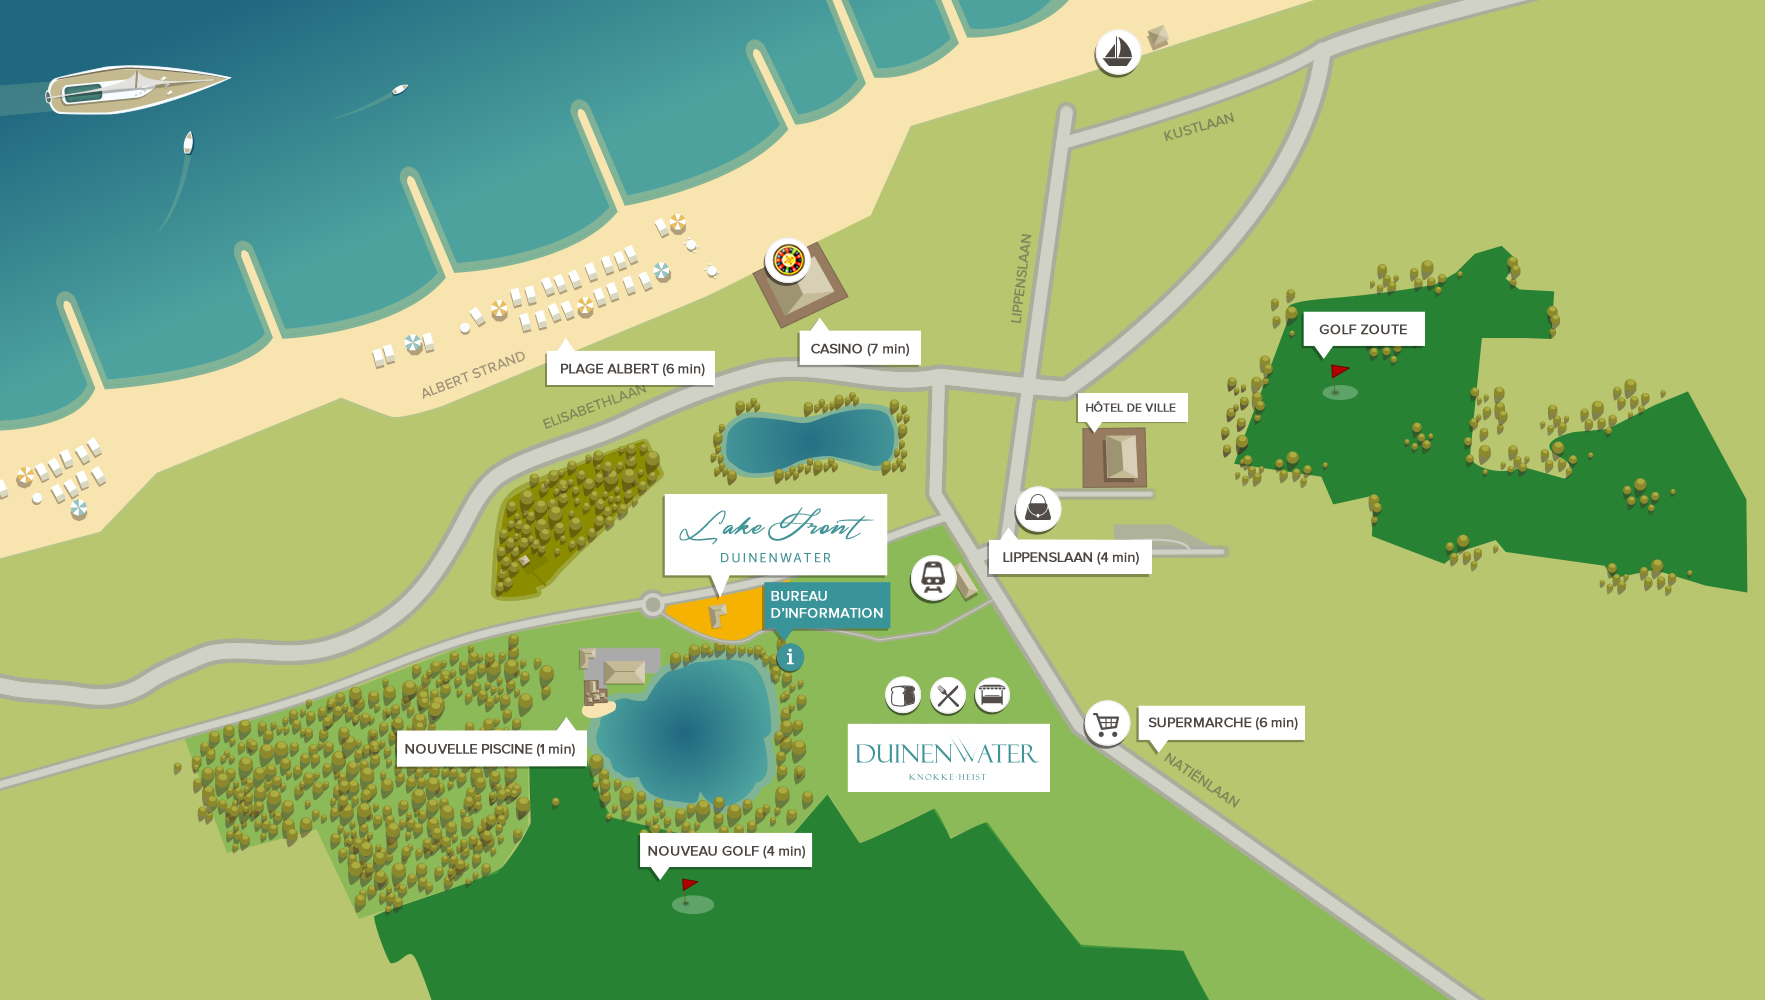 KUSTLAAN
LIPPENSLAAN
GOLF ZOUTE
CASINO (7 min)
PLAGE ALBERT (6 min)
ALBERT STRAND
ELISABETHLAAN
HÔTEL DE VILLE
Lake Front
DUINENWATER
LIPPENSLAAN (4 min)
BUREAU
D'INFORMATION
i
NOUVELLE PISCINE (1 min)
SUPERMARCHE (6 min)
DUINENWATER
KNOKKE-HEIST
NATIËNLAAN
NOUVEAU GOLF (4 min)